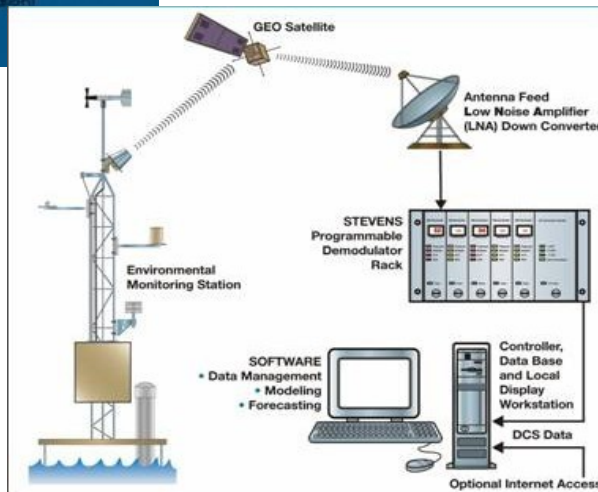 GEO Satellite
Antenna Feed
Low Noise Amplifier
(LNA) Down Converter
STEVENS
Programmable
Demodulator
Rack
Environmental
Monitoring Station
SOFTWARE
• Data Management
• Modeling
• Forecasting
Controller,
Data Base
and Local
Display
Workstation
DCS Data
Optional Internet Access